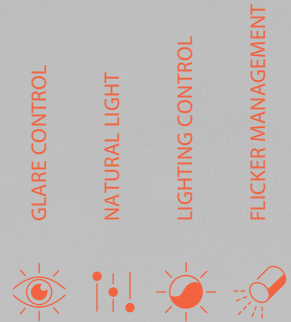 GLARE CONTROL
NATURAL LIGHT
LIGHTING CONTROL
FLICKER MANAGEMENT